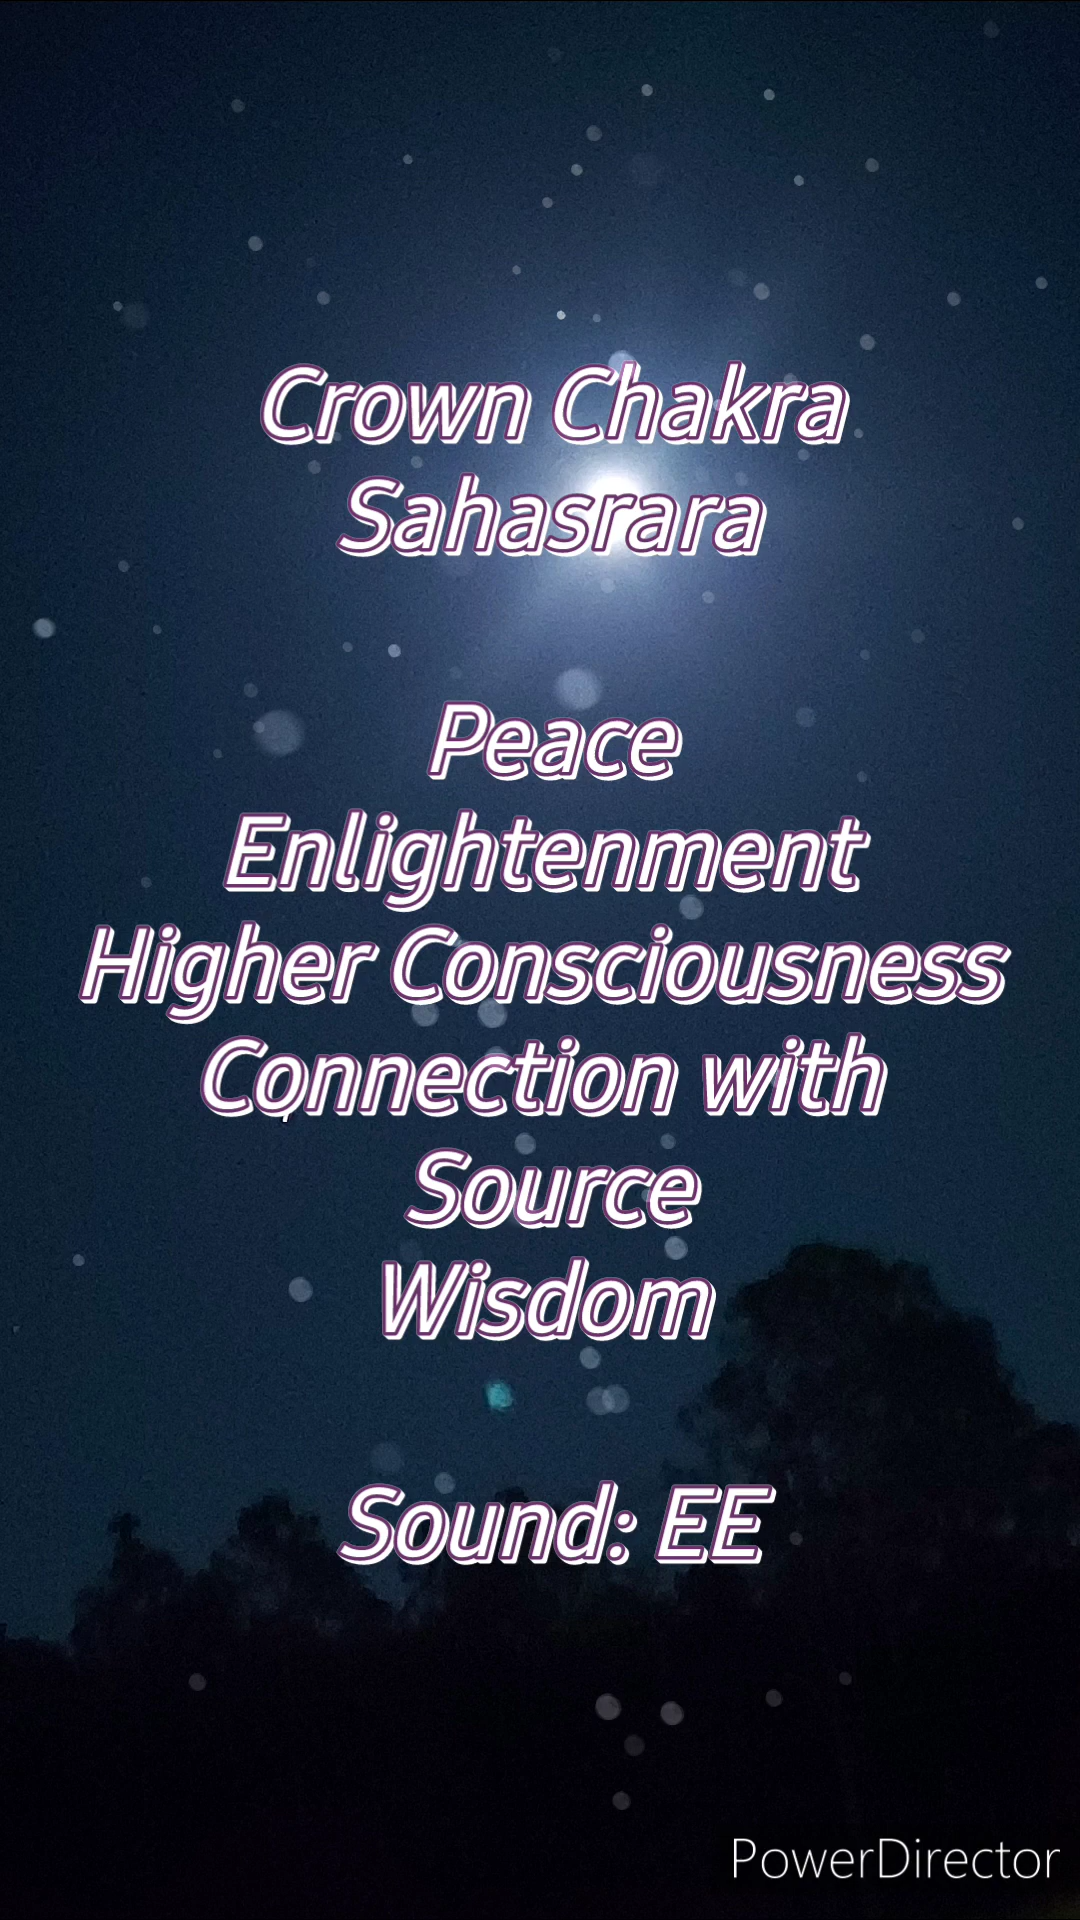 Crown Chakra
Sahasrara
Peace
Enlightenment
Higher Consciousness
Connection with
Source
Wisdom
Sound: EE
PowerDirector